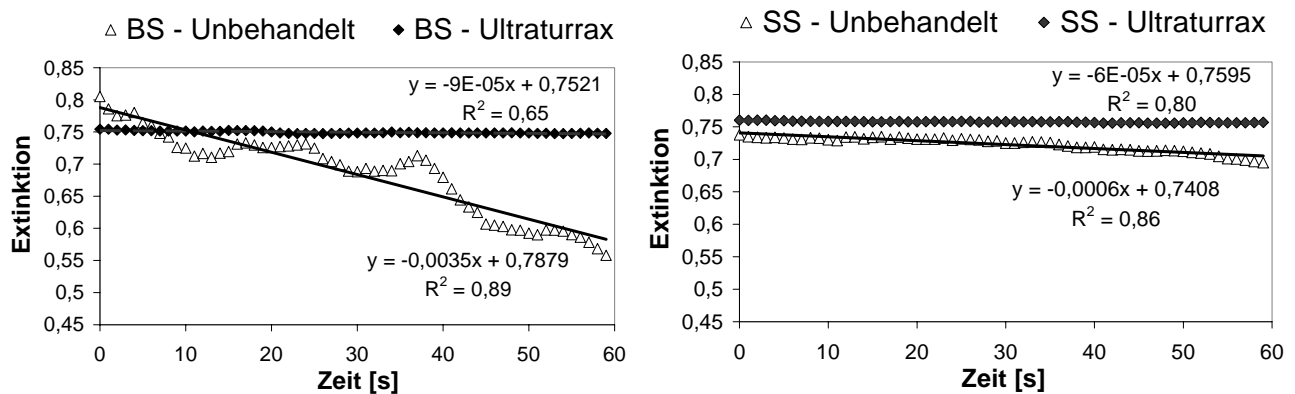 △ BS - Unbehandelt ◆ BS - Ultraturrax
0,85
0,8
0,75
0,7
0,65
0,6
0,55
0,5
0,45
Extinktion
y = -9E-05x + 0,7521
R² = 0,65
y = -0,0035x + 0,7879
R² = 0,89
0 10 20 30 40 50 60
Zeit [s]
△ SS - Unbehandelt ◆ SS - Ultraturrax
0,85
0,8
0,75
0,7
0,65
0,6
0,55
0,5
0,45
Extinktion
y = -6E-05x + 0,7595
R² = 0,80
y = -0,0006x + 0,7408
R² = 0,86
0 10 20 30 40 50 60
Zeit [s]